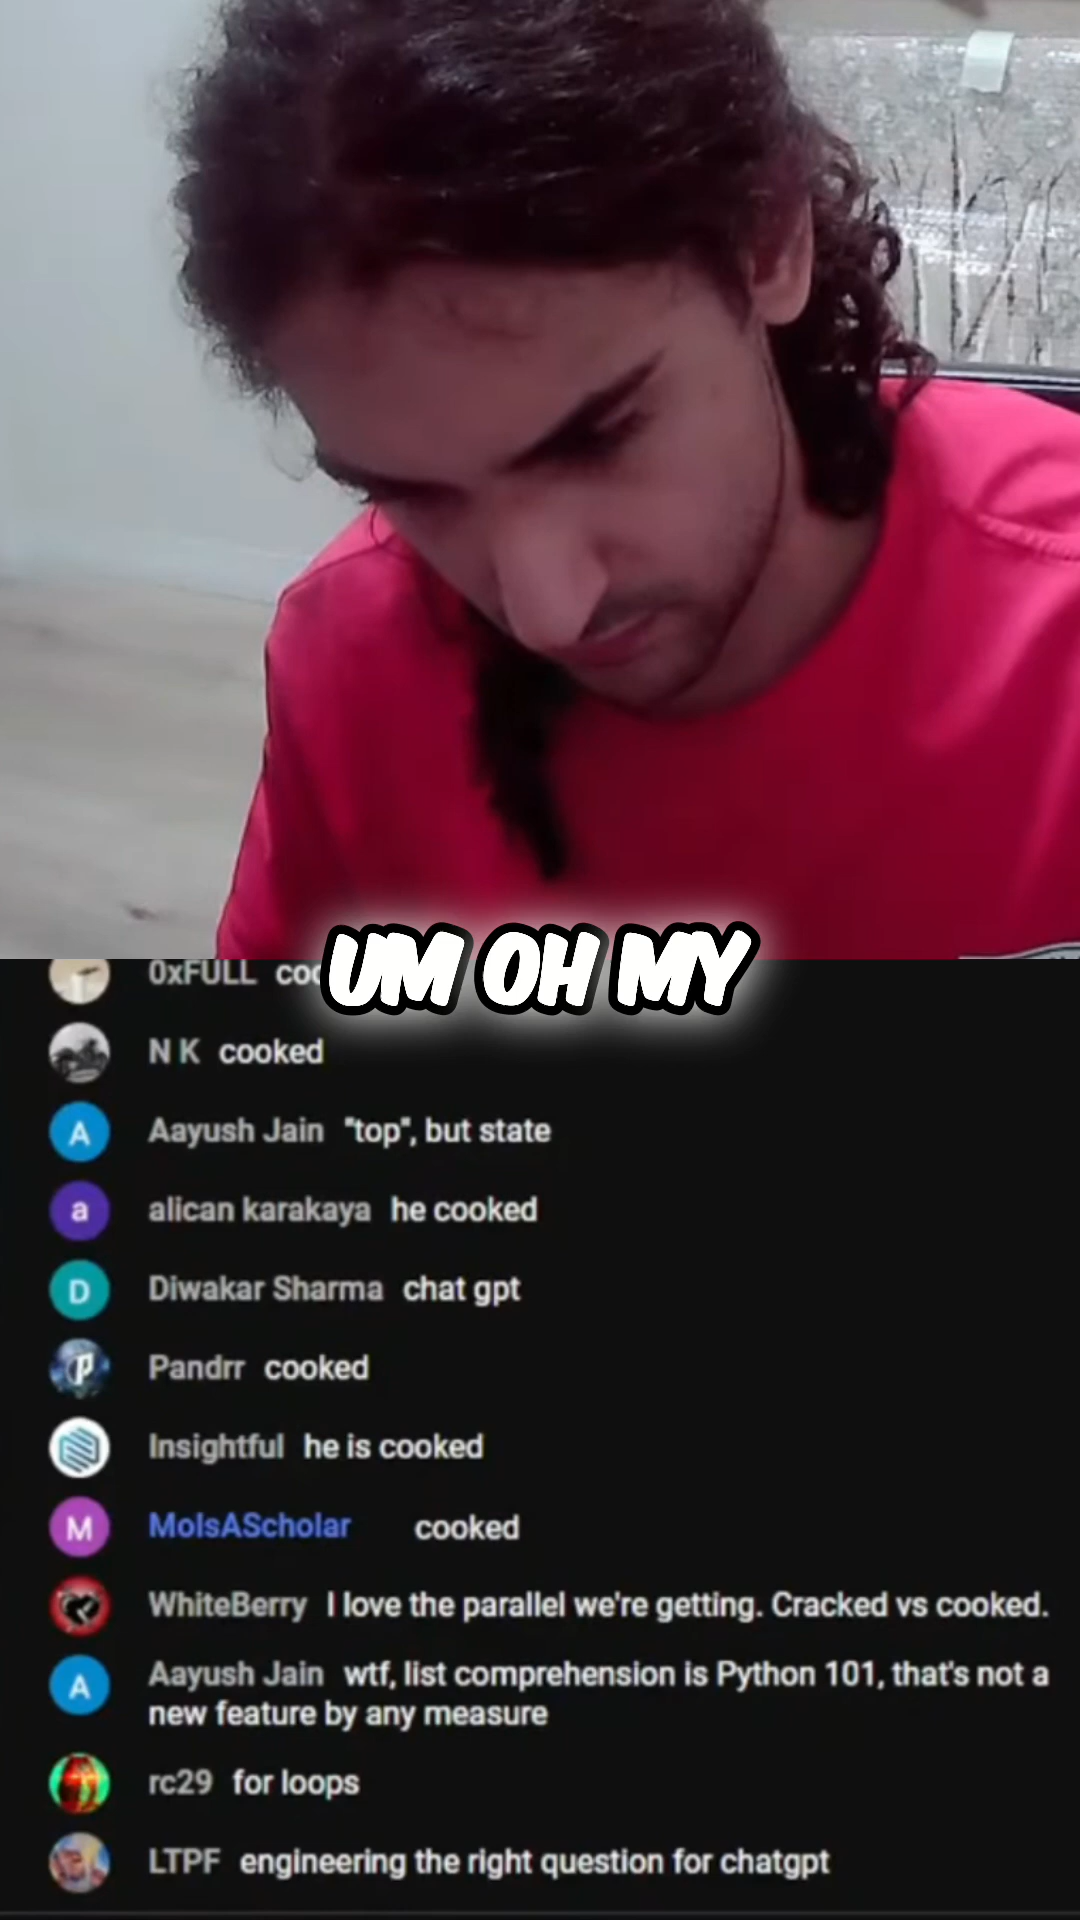 UM OH MY
0xFULL
N K cooked
A Aayush Jain "top", but state
a alican karakaya he cooked
D Diwakar Sharma chat gpt
P Pandrr cooked
Insightful he is cooked
M MoIsAScholar cooked
WhiteBerry I love the parallel we're getting. Cracked vs cooked.
A Aayush Jain wtf, list comprehension is Python 101, that's not a
new feature by any measure
rc29 for loops
LTPF engineering the right question for chatgpt